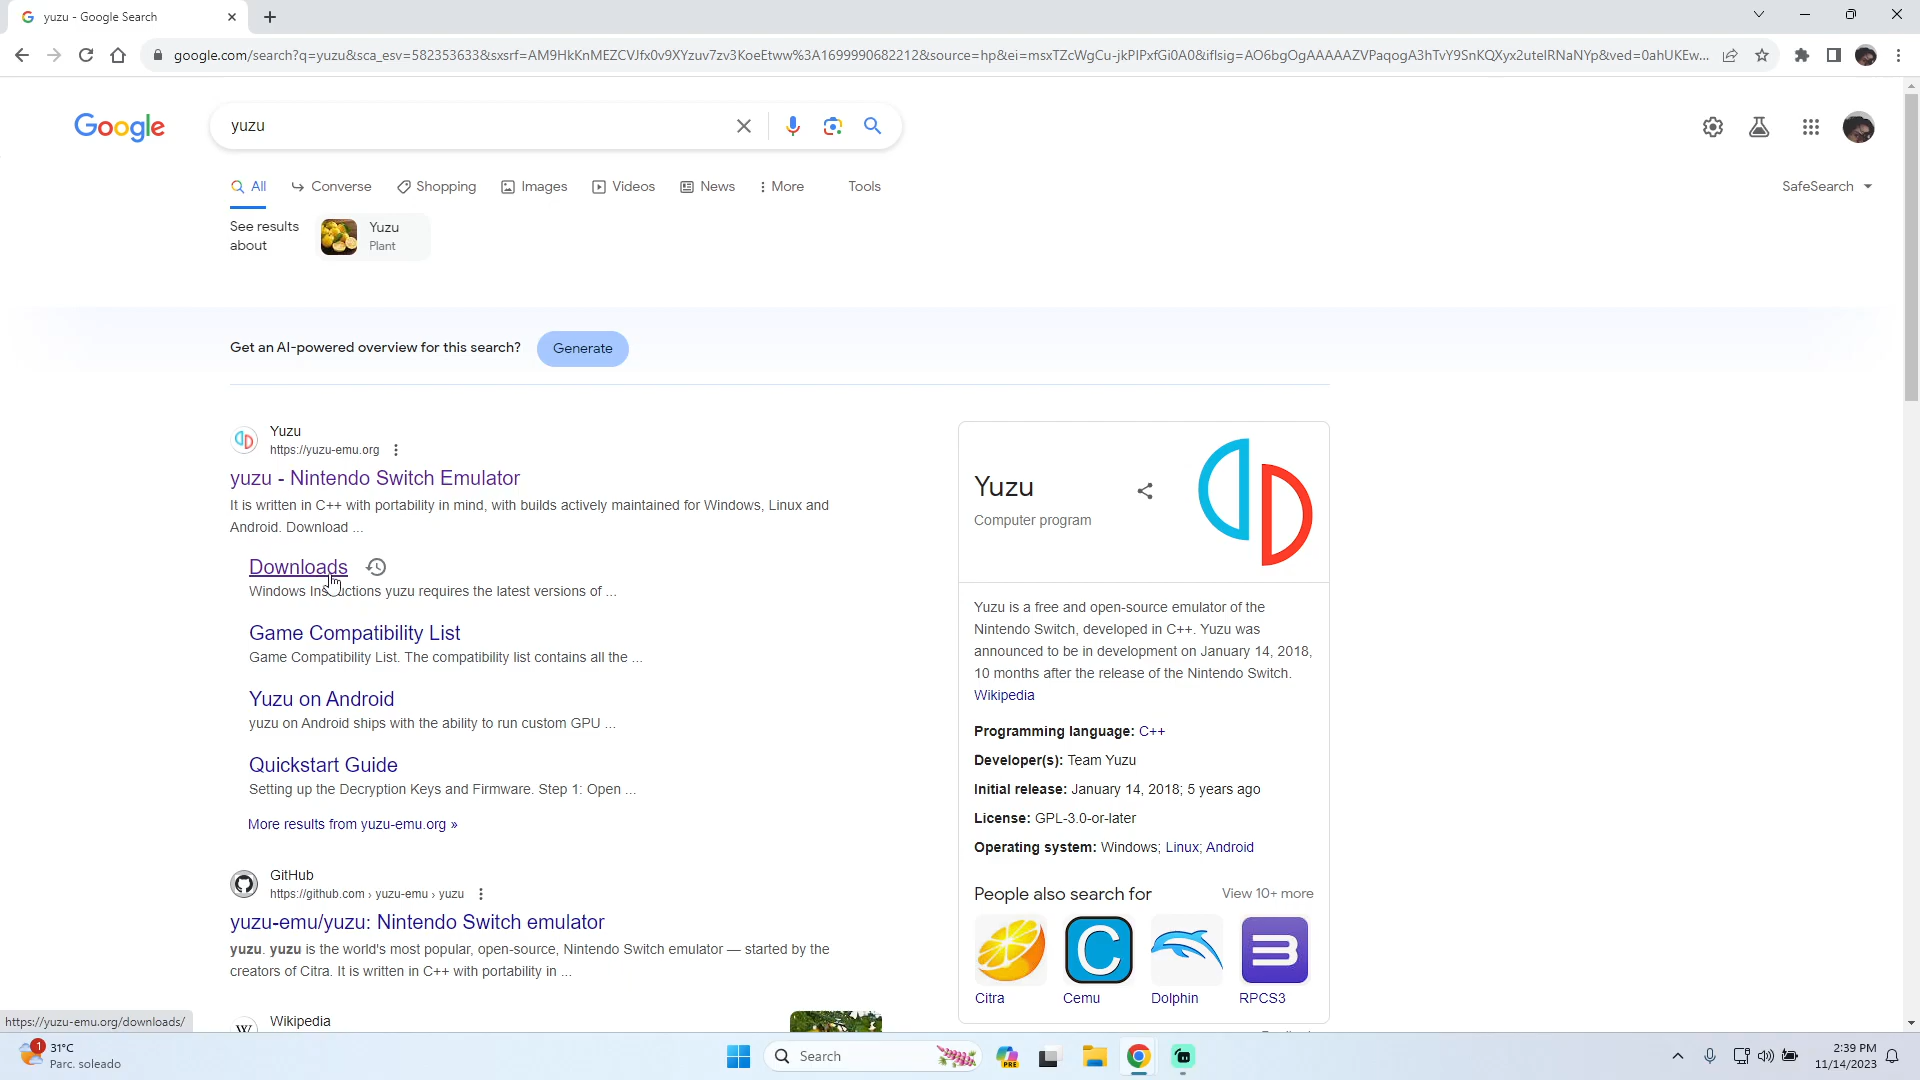 yuzu - Google Search
google.com/search?q=yuzu&sca_esv=582353633&sxsrf=AM9HkKnMEZCVJfx0v9XYzuv7zv3KoeEtww%3A1699990682212&source=hp&ei=msxTZcWgCu-jkPIPxfGi0A0&iflsig=AO6bgOgAAAAAZVPaqogA3hTvY9SnKQXyx2utelRNaNYp&ved=0ahUKEw...
Google
yuzu
All
Converse
Shopping
Images
Videos
News
More
Tools
SafeSearch
See results
about
Yuzu
Plant
Get an AI-powered overview for this search?
Generate
Yuzu
https://yuzu-emu.org
yuzu - Nintendo Switch Emulator
It is written in C++ with portability in mind, with builds actively maintained for Windows, Linux and
Android. Download ...
Downloads
Windows Instructions yuzu requires the latest versions of ...
Game Compatibility List
Game Compatibility List. The compatibility list contains all the ...
Yuzu on Android
yuzu on Android ships with the ability to run custom GPU ...
Quickstart Guide
Setting up the Decryption Keys and Firmware. Step 1: Open ...
More results from yuzu-emu.org »
GitHub
https://github.com › yuzu-emu › yuzu
yuzu-emu/yuzu: Nintendo Switch emulator
yuzu. yuzu is the world's most popular, open-source, Nintendo Switch emulator — started by the
creators of Citra. It is written in C++ with portability in ...
W
Wikipedia
Yuzu
Computer program
Yuzu is a free and open-source emulator of the
Nintendo Switch, developed in C++. Yuzu was
announced to be in development on January 14, 2018,
10 months after the release of the Nintendo Switch.
Wikipedia
Programming language: C++
Developer(s): Team Yuzu
Initial release: January 14, 2018; 5 years ago
License: GPL-3.0-or-later
Operating system: Windows; Linux; Android
People also search for
View 10+ more
Citra
Cemu
Dolphin
RPCS3
https://yuzu-emu.org/downloads/
1
31°C
Parc. soleado
Search
PRE
2:39 PM
11/14/2023